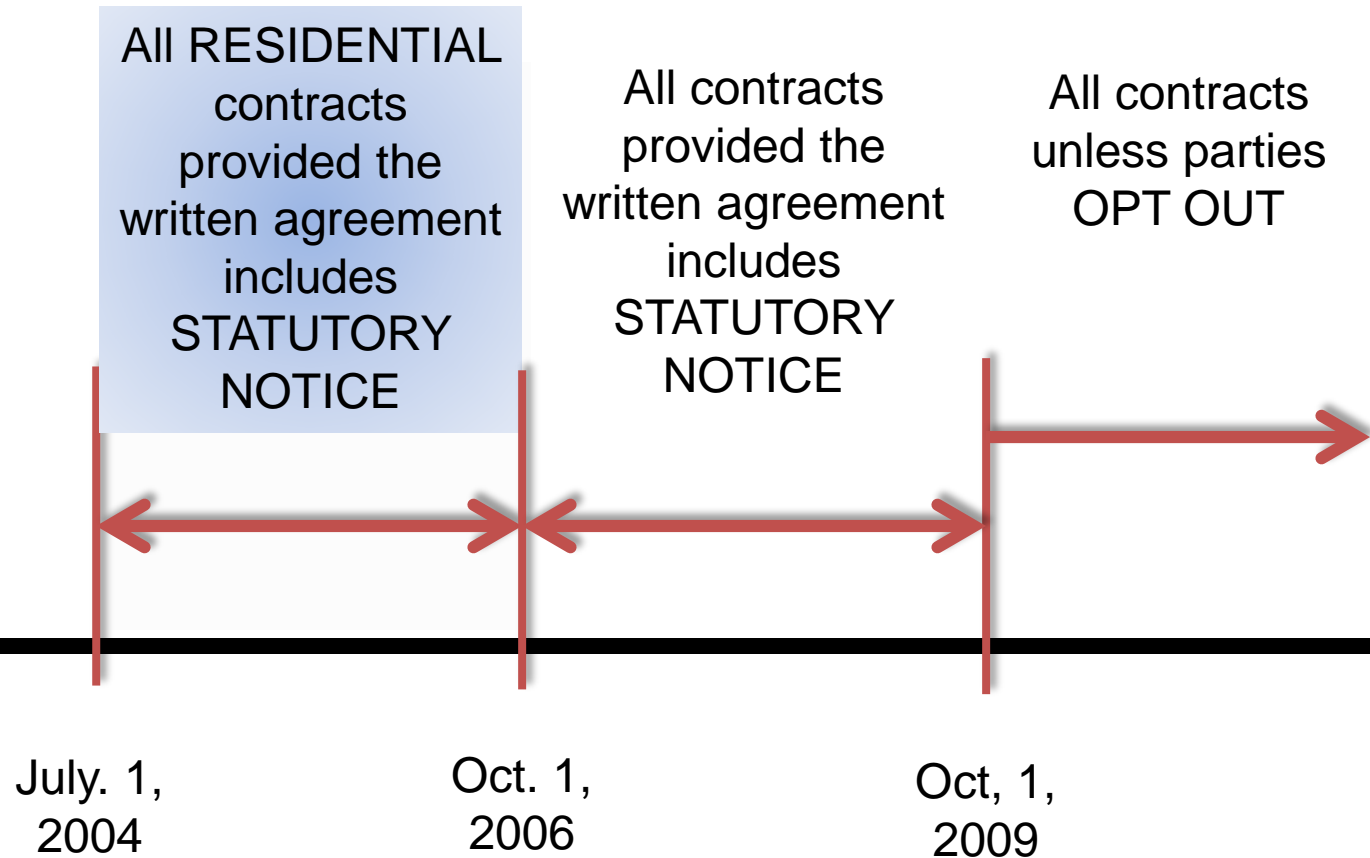 All RESIDENTIAL
contracts
provided the
written agreement
includes
STATUTORY
NOTICE
All contracts
provided the
written agreement
includes
STATUTORY
NOTICE
All contracts
unless parties
OPT OUT
July. 1,
2004
Oct. 1,
2006
Oct, 1,
2009